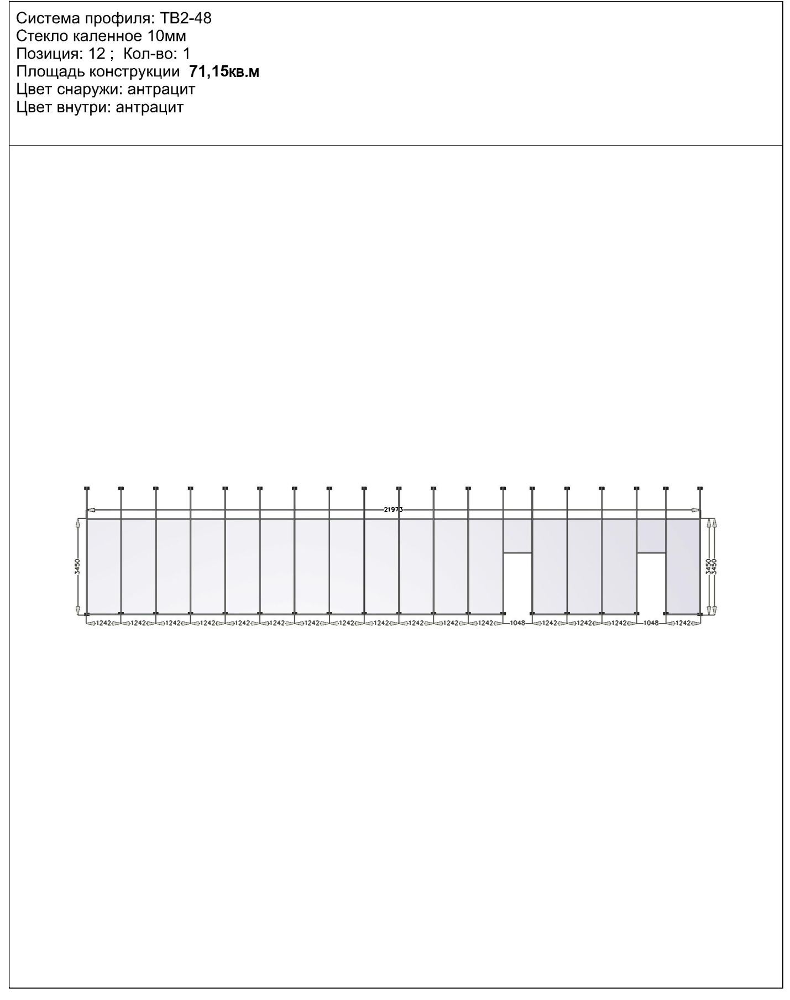 Система профиля: ТВ2-48
Стекло каленное 10мм
Позиция: 12 ; Кол-во: 1
Площадь конструкции 71,15кв.м
Цвет снаружи: антрацит
Цвет внутри: антрацит
21973
3450
3450
3450
1242 1242 1242 1242 1242 1242 1242 1242 1242 1242 1242 1242 1048 1242 1242 1242 1048 1242